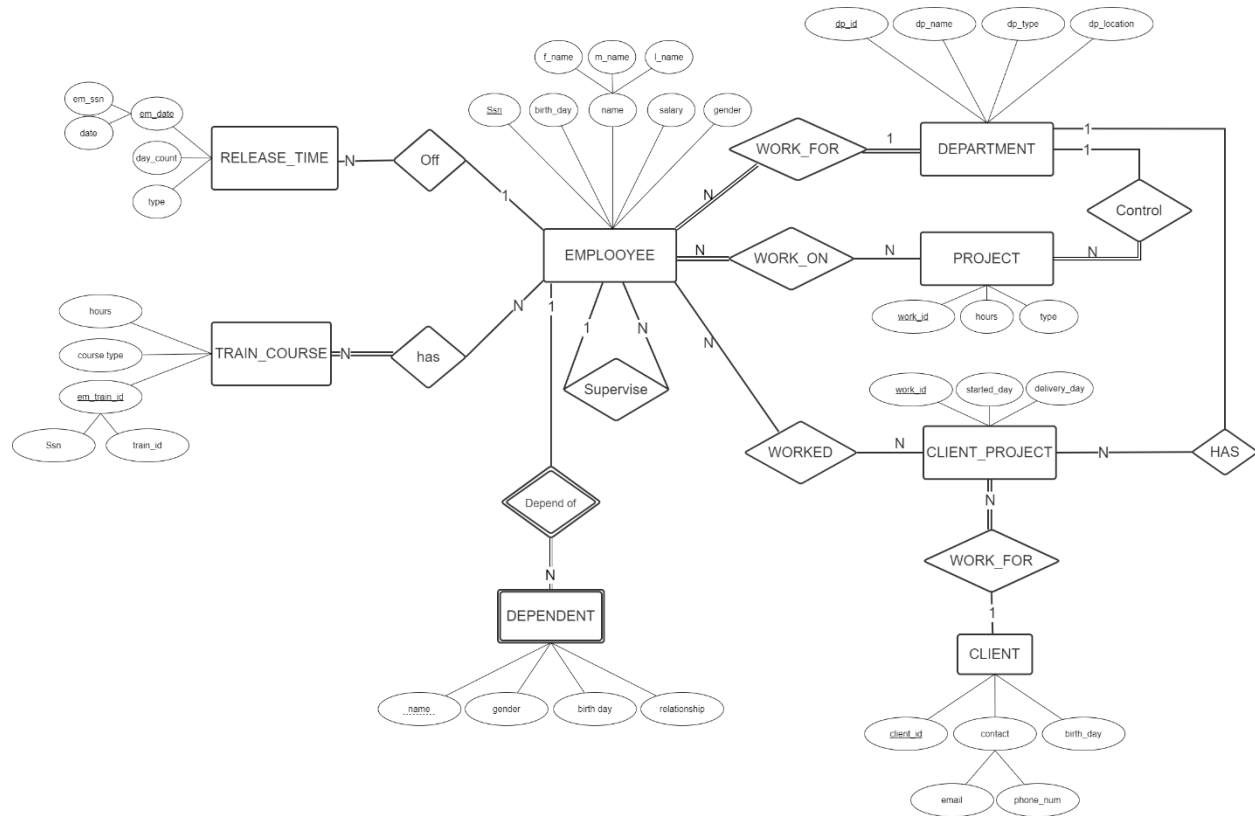 dp_id
dp_name
dp_type
dp_location
f_name
m_name
l_name
em_ssn
em_date
date
day_count
type
RELEASE_TIME
N
Off
1
Ssn
birth_day
name
salary
gender
WORK_FOR
1
N
DEPARTMENT
1
1
Control
N
EMPLOOYEE
N
WORK_ON
N
PROJECT
work_id
hours
type
hours
course type
em_train_id
Ssn
train_id
TRAIN_COURSE
N
has
N
1
1
N
Supervise
N
WORKED
N
work_id
started_day
delivery_day
CLIENT_PROJECT
N
HAS
Depend of
N
DEPENDENT
name
gender
birth day
relationship
N
WORK_FOR
1
CLIENT
client_id
contact
birth_day
email
phone_num